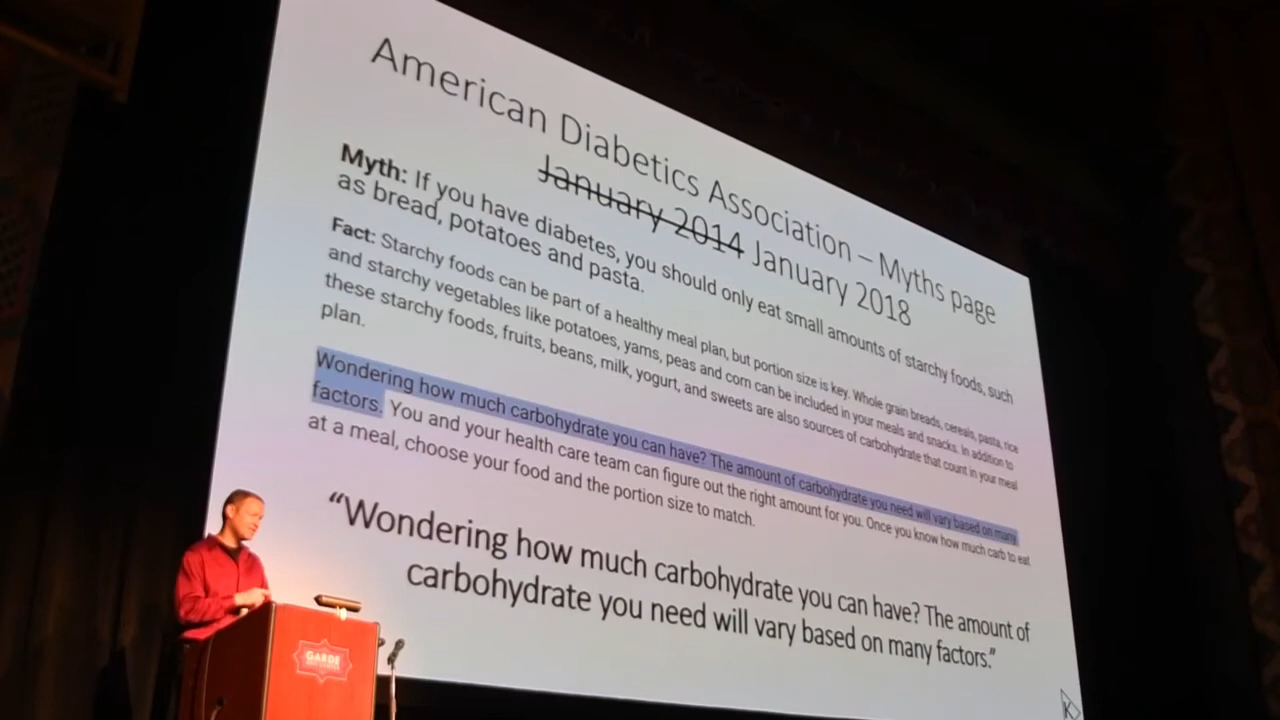 American Diabetics Association – Myths page
January 2014 January 2018
Myth: If you have diabetes, you should only eat small amounts of starchy foods, such
as bread, potatoes and pasta.
Fact: Starchy foods can be part of a healthy meal plan, but portion size is key. Whole grain breads, cereals, pasta, rice
and starchy vegetables like potatoes, yams, peas and corn can be included in your meals and snacks. In addition to
these starchy foods, fruits, beans, milk, yogurt, and sweets are also sources of carbohydrate that count in your meal
plan.
Wondering how much carbohydrate you can have? The amount of carbohydrate you need will vary based on many
factors. You and your health care team can figure out the right amount for you. Once you know how much carb to eat
at a meal, choose your food and the portion size to match.
“Wondering how much carbohydrate you can have? The amount of
carbohydrate you need will vary based on many factors.”
K
GARDE